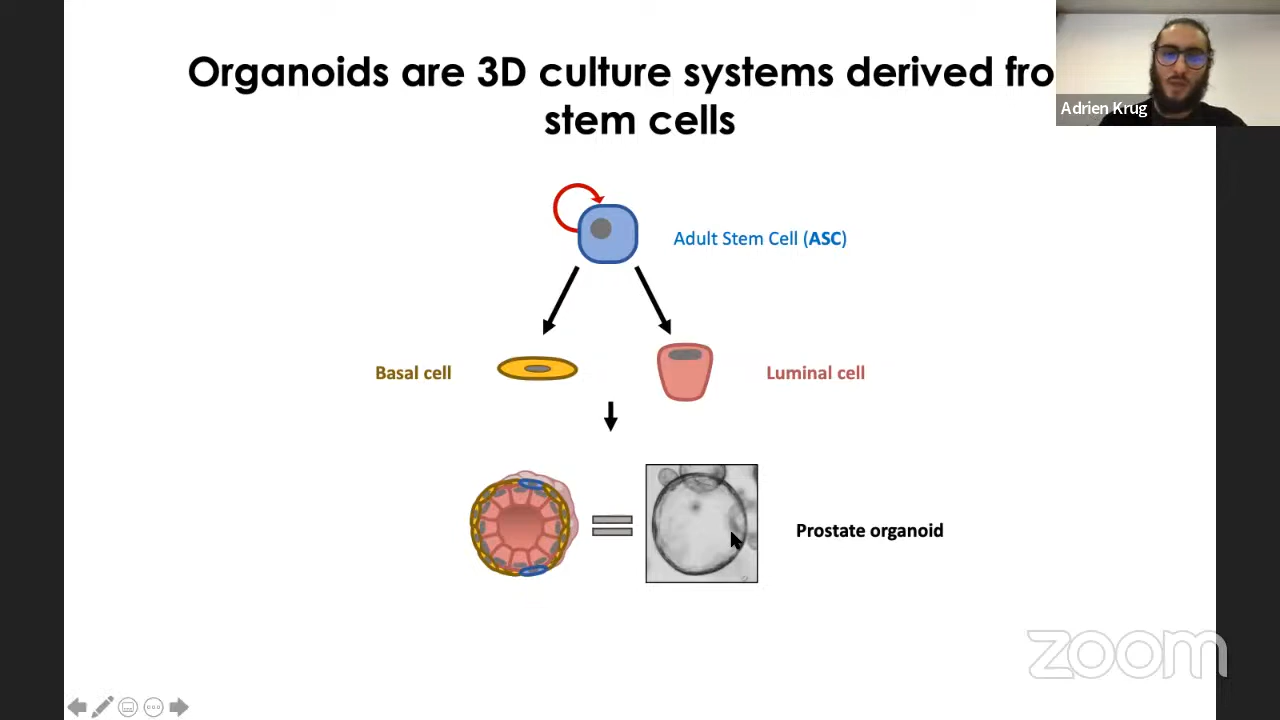 Organoids are 3D culture systems derived fro
stem cells
Adrien Krug
Adult Stem Cell (ASC)
Basal cell
Luminal cell
Prostate organoid
zoom